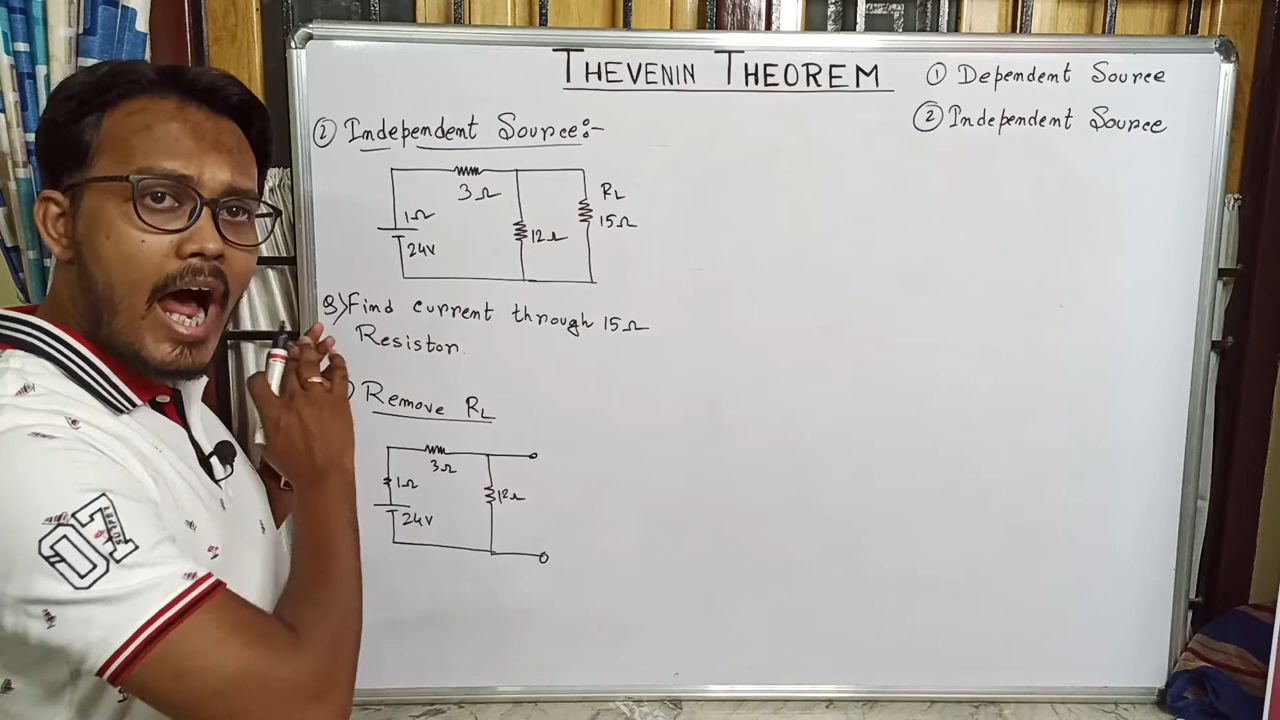 THEVENIN THEOREM
① Dependent Source
② Independent Source
② Independent Source:-
3Ω
RL
15Ω
1Ω
12Ω
24V
Q) Find current through 15Ω
Resistor.
) Remove RL
3Ω
1Ω
12Ω
24V